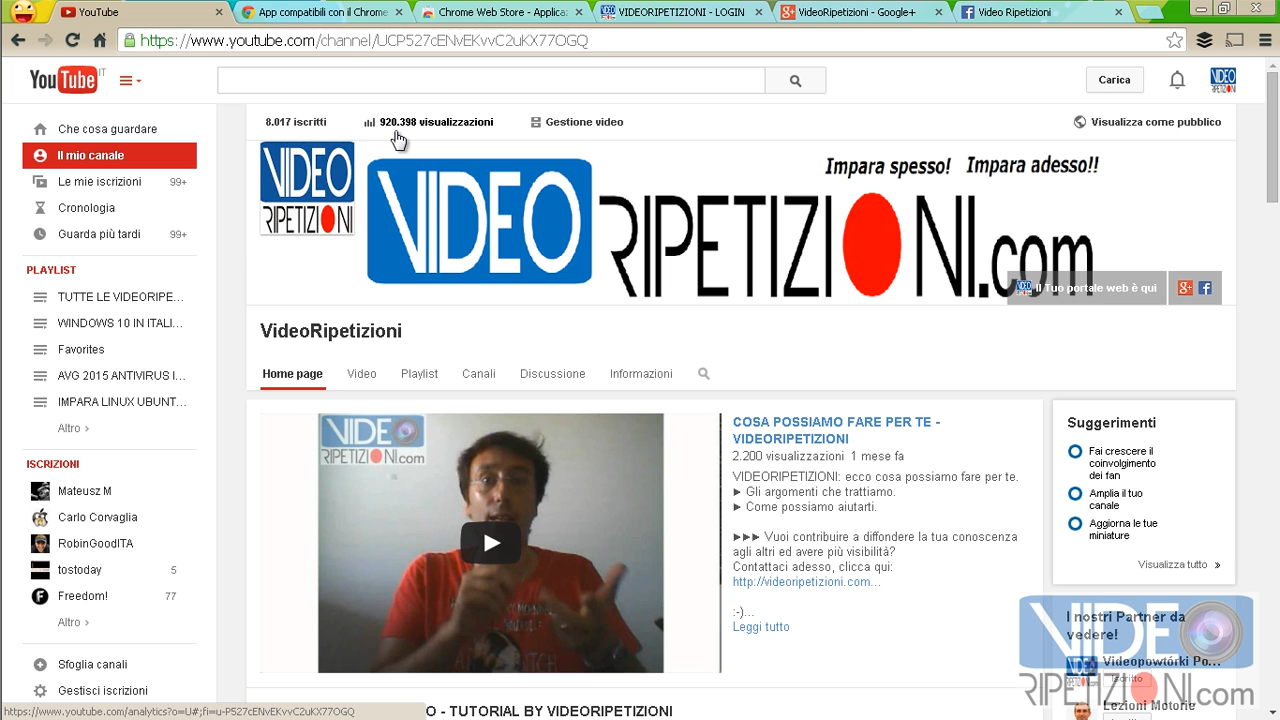 YouTube
App compatibili con il Chrome
Chrome Web Store - Applica
VIDEORIPETIZIONI - LOGIN
VideoRipetizioni - Google+
Video Ripetizioni
https://www.youtube.com/channel/UCP527cENvEKvvC2uKX77OGQ
YouTube IT
Carica
VIDEO
RIPETIZIONI
8.017 iscritti
920.398 visualizzazioni
Gestione video
Visualizza come pubblico
Che cosa guardare
Il mio canale
Le mie iscrizioni 99+
Cronologia
Guarda più tardi 99+
PLAYLIST
TUTTE LE VIDEORIPE...
WINDOWS 10 IN ITALI...
Favorites
AVG 2015 ANTIVIRUS I...
IMPARA LINUX UBUNT...
Altro ›
ISCRIZIONI
Mateusz M
Carlo Corvaglia
RobinGoodITA
tostoday 5
Freedom! 77
Altro ›
Sfoglia canali
Gestisci iscrizioni
VIDEO
RIPETIZIONI
Impara spesso! Impara adesso!!
VIDEO RIPETIZIONI.com
Il Tuo portale web è qui
VideoRipetizioni
Home page
Video
Playlist
Canali
Discussione
Informazioni
VIDEO
RIPETIZIONI.com
COSA POSSIAMO FARE PER TE -
VIDEORIPETIZIONI
2.200 visualizzazioni 1 mese fa
VIDEORIPETIZIONI: ecco cosa possiamo fare per te.
► Gli argomenti che trattiamo.
► Come possiamo aiutarti.
►►► Vuoi contribuire a diffondere la tua conoscenza
agli altri ed avere più visibilità?
Contattaci adesso, clicca qui:
http://videoripetizioni.com...
:-)...
Leggi tutto
Suggerimenti
Fai crescere il
coinvolgimento
dei fan
Amplia il tuo
canale
Aggiorna le tue
miniature
Visualizza tutto »
I nostri Partner da
vedere!
Videopowtórki Po...
Iscritto
Lezioni Motorie
VIDEO
RIPETIZIONI.com
https://www.youtube.com/analytics?o=U#;fi=u-P527cENvEKvvC2uKX77OGQ
O - TUTORIAL BY VIDEORIPETIZIONI